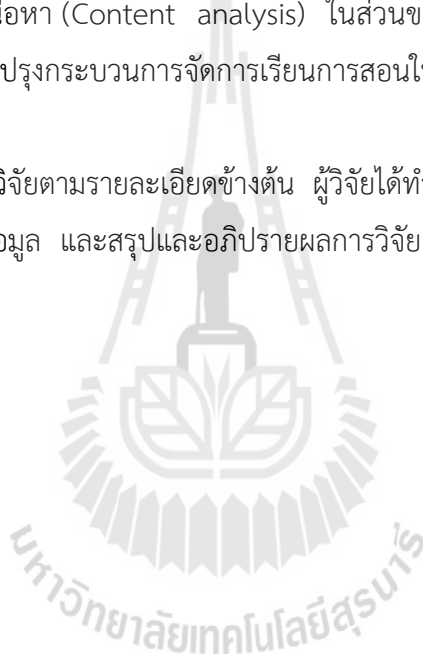 นื้อหา (Content analysis) ในส่วนข
ปรุงกระบวนการจัดการเรียนการสอนใ
วิจัยตามรายละเอียดข้างต้น ผู้วิจัยได้ทำ
อมูล และสรุปและอภิปรายผลการวิจัย
มหาวิทยาลัยเทคโนโลยีสุรนารี